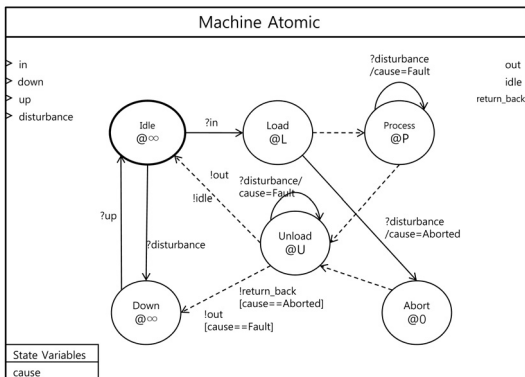 Machine Atomic
> in
> down
> up
> disturbance
out
idle
return_back
?disturbance
/cause=Fault
Idle
@∞
?in
Load
@L
Process
@P
!out
!idle
?disturbance/
cause=Fault
Unload
@U
?up
?disturbance
?disturbance
/cause=Aborted
Down
@∞
!return_back
[cause==Aborted]
!out
[cause==Fault]
Abort
@0
State Variables
cause